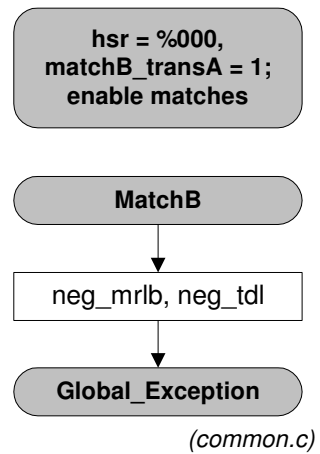 hsr = %000,
matchB_transA = 1;
enable matches
MatchB
neg_mrlb, neg_tdl
Global_Exception
(common.c)